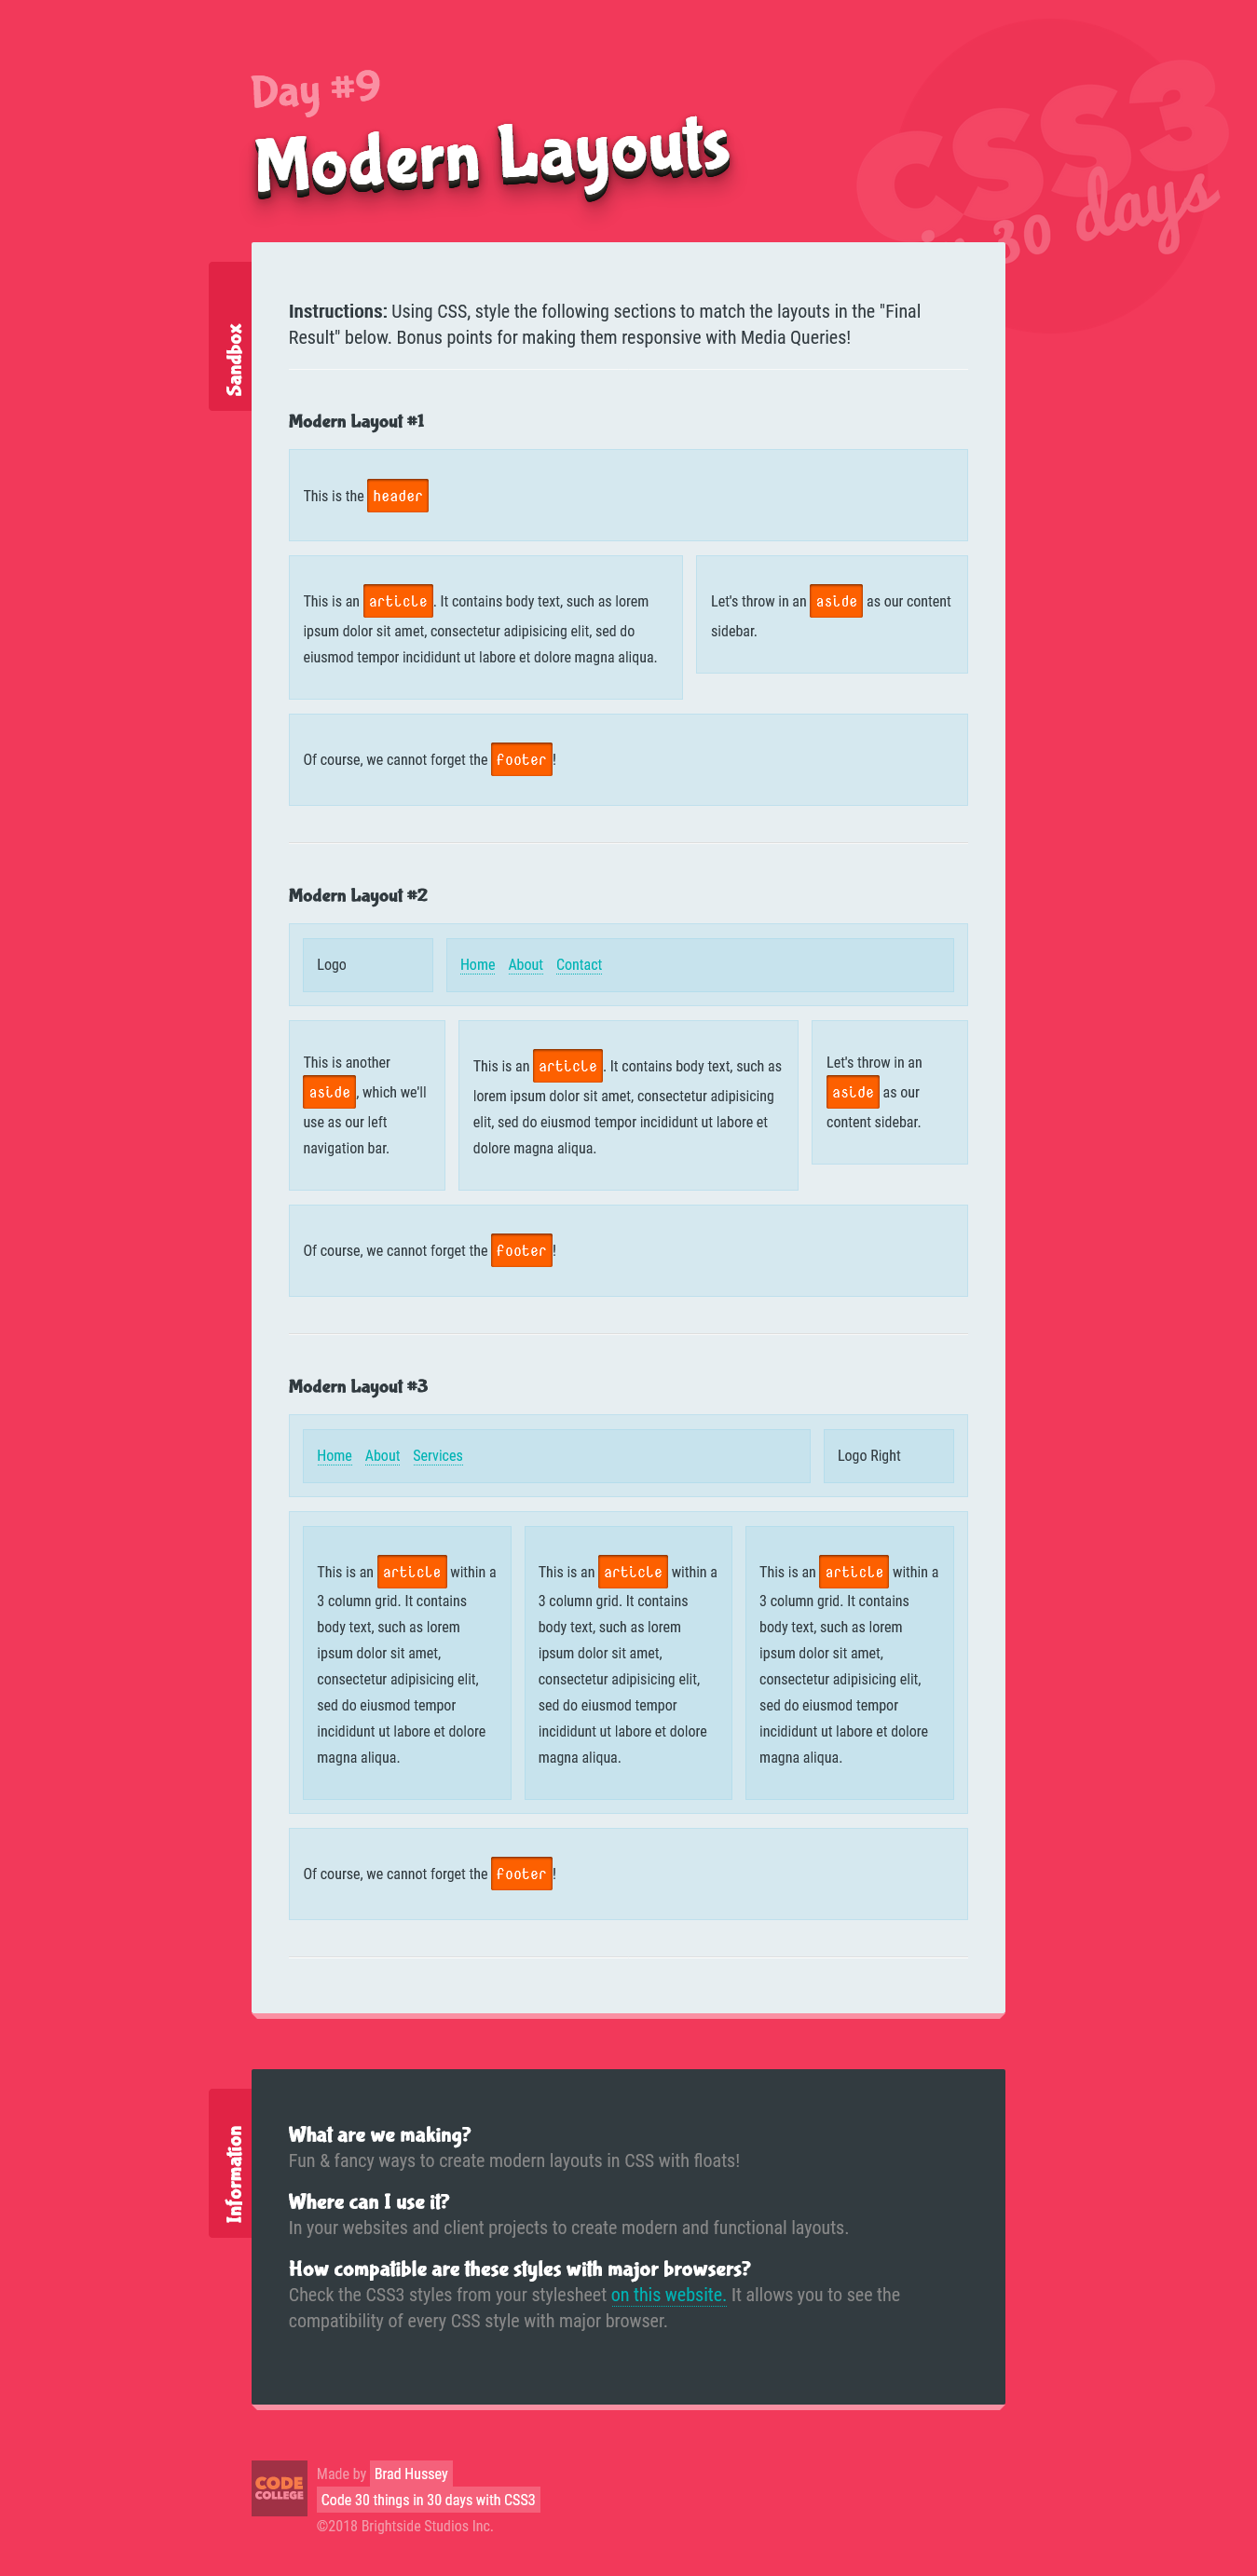 Day #9
Modern Layouts
CSS3
in 30 days
Sandbox
Instructions: Using CSS, style the following sections to match the layouts in the "Final
Result" below. Bonus points for making them responsive with Media Queries!
Modern Layout #1
This is the header
This is an article. It contains body text, such as lorem
ipsum dolor sit amet, consectetur adipisicing elit, sed do
eiusmod tempor incididunt ut labore et dolore magna aliqua.
Let's throw in an aside as our content
sidebar.
Of course, we cannot forget the footer!
Modern Layout #2
Logo
Home About Contact
This is another
aside, which we'll
use as our left
navigation bar.
This is an article. It contains body text, such as
lorem ipsum dolor sit amet, consectetur adipisicing
elit, sed do eiusmod tempor incididunt ut labore et
dolore magna aliqua.
Let's throw in an
aside as our
content sidebar.
Of course, we cannot forget the footer!
Modern Layout #3
Home About Services
Logo Right
This is an article within a
3 column grid. It contains
body text, such as lorem
ipsum dolor sit amet,
consectetur adipisicing elit,
sed do eiusmod tempor
incididunt ut labore et dolore
magna aliqua.
This is an article within a
3 column grid. It contains
body text, such as lorem
ipsum dolor sit amet,
consectetur adipisicing elit,
sed do eiusmod tempor
incididunt ut labore et dolore
magna aliqua.
This is an article within a
3 column grid. It contains
body text, such as lorem
ipsum dolor sit amet,
consectetur adipisicing elit,
sed do eiusmod tempor
incididunt ut labore et dolore
magna aliqua.
Of course, we cannot forget the footer!
Information
What are we making?
Fun & fancy ways to create modern layouts in CSS with floats!
Where can I use it?
In your websites and client projects to create modern and functional layouts.
How compatible are these styles with major browsers?
Check the CSS3 styles from your stylesheet on this website. It allows you to see the
compatibility of every CSS style with major browser.
CODE
COLLEGE
Made by Brad Hussey
Code 30 things in 30 days with CSS3
©2018 Brightside Studios Inc.